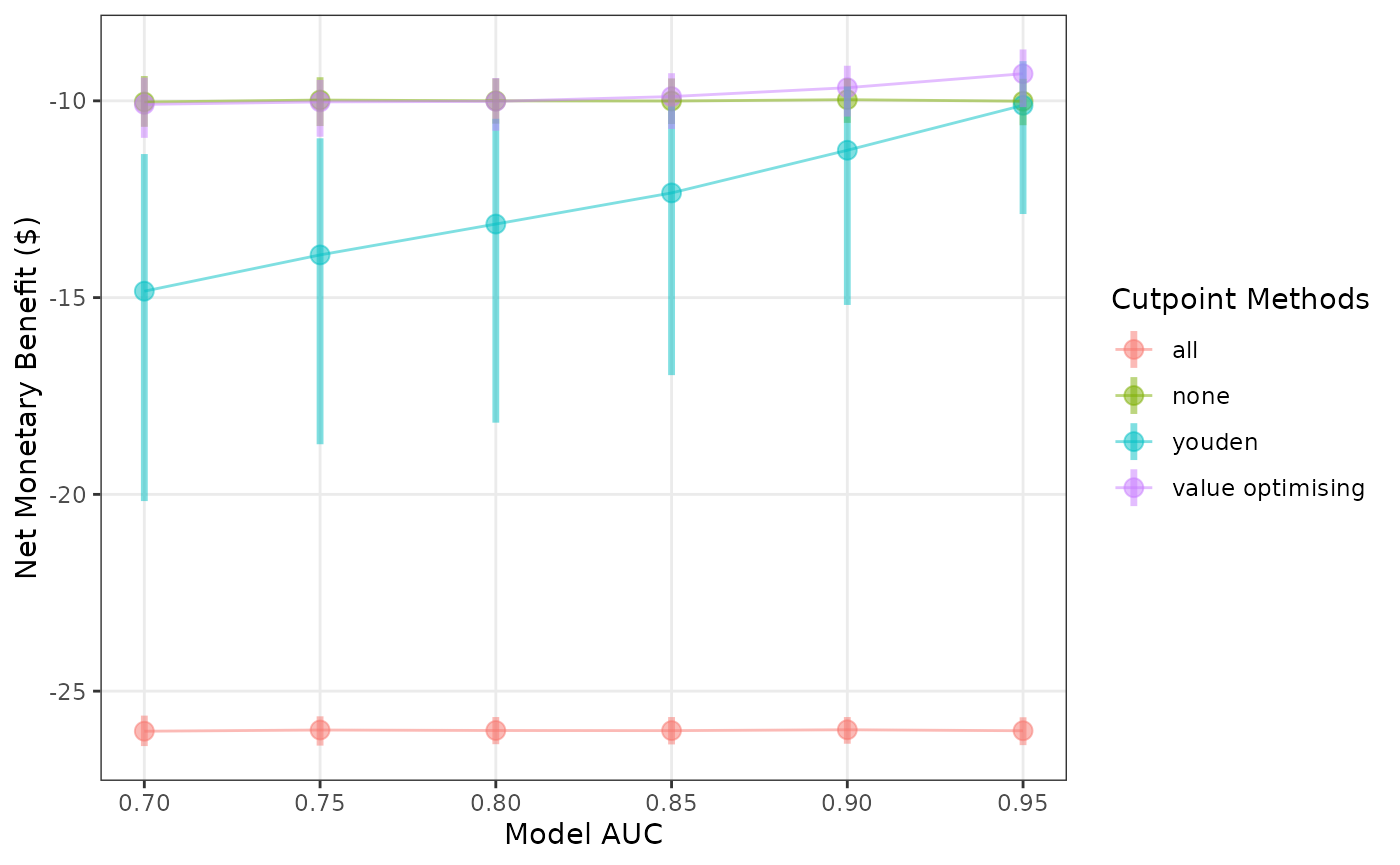 Net Monetary Benefit ($)
-10
-15
-20
-25
0.70
0.75
0.80
0.85
0.90
0.95
Model AUC
Cutpoint Methods
all
none
youden
value optimising